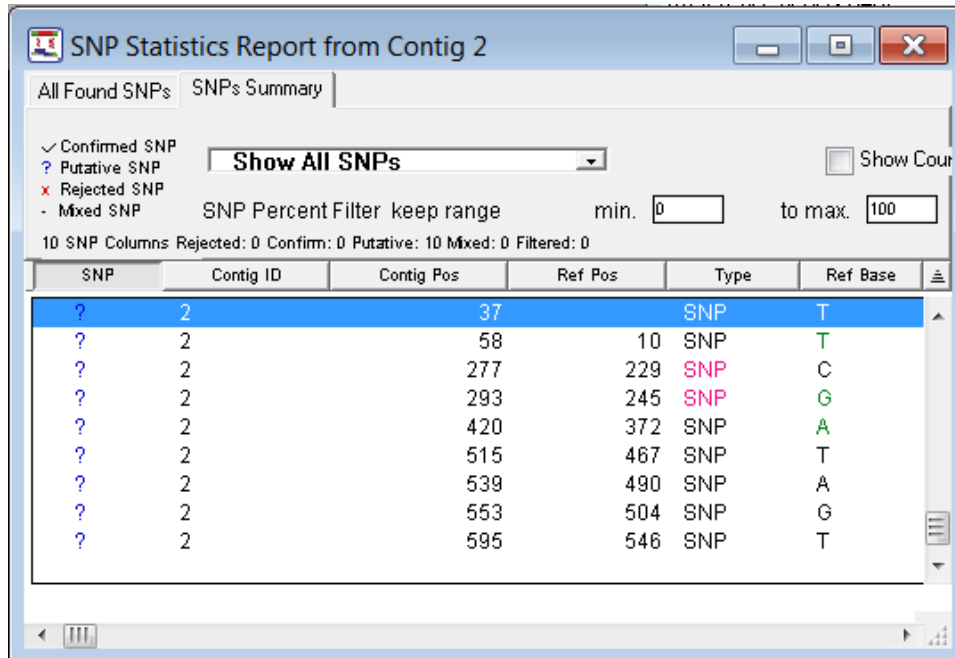 SNP Statistics Report from Contig 2
All Found SNPs SNPs Summary
Confirmed SNP
? Putative SNP
x Rejected SNP
- Mixed SNP
Show All SNPs
Show Cour
SNP Percent Filter keep range min. 0 to max. 100
10 SNP Columns Rejected: 0 Confirm: 0 Putative: 10 Mixed: 0 Filtered: 0
SNP Contig ID Contig Pos Ref Pos Type Ref Base
? 2 37 SNP T
? 2 58 10 SNP T
? 2 277 229 SNP C
? 2 293 245 SNP G
? 2 420 372 SNP A
? 2 515 467 SNP T
? 2 539 490 SNP A
? 2 553 504 SNP G
? 2 595 546 SNP T